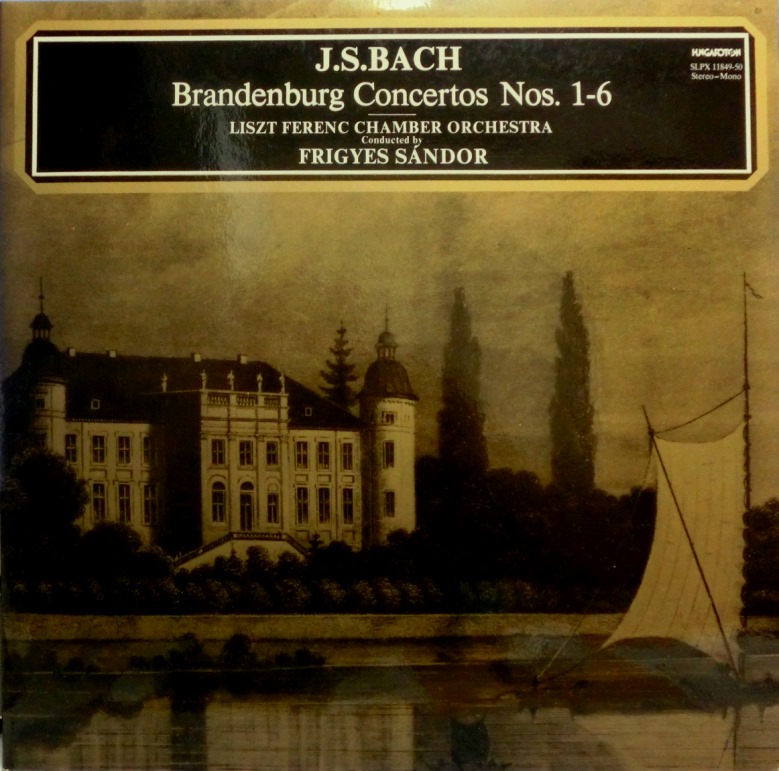 J.S.BACH
Brandenburg Concertos Nos. 1-6
LISZT FERENC CHAMBER ORCHESTRA
Conducted by
FRIGYES SÁNDOR
HUNGAROTON
SLPX 11849-50
Stereo-Mono